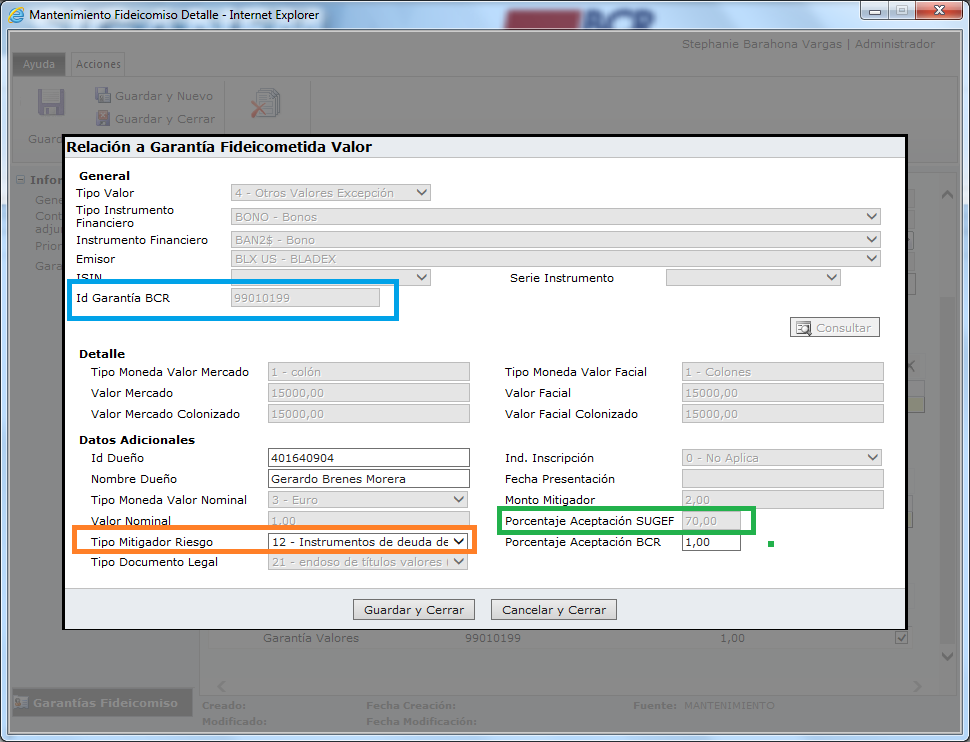 Mantenimiento Fideicomiso Detalle - Internet Explorer
BCR
Stephanie Barahona Vargas | Administrador
Ayuda Acciones
Guardar y Nuevo
Guardar y Cerrar
Guard
Relación a Garantía Fideicometida Valor
Infor
General
Gene
Tipo Valor 4 - Otros Valores Excepción
Cont
adju
Tipo Instrumento
Financiero BONO - Bonos
Prior
Instrumento Financiero BAN2$ - Bono
Gara
Emisor BLX US - BLADEX
ISIN Serie Instrumento
Id Garantía BCR 99010199
Consultar
Detalle
Tipo Moneda Valor Mercado 1 - colón Tipo Moneda Valor Facial 1 - Colones
Valor Mercado 15000,00 Valor Facial 15000,00
Valor Mercado Colonizado 15000,00 Valor Facial Colonizado 15000,00
Datos Adicionales
Id Dueño 401640904 Ind. Inscripción 0 - No Aplica
Nombre Dueño Gerardo Brenes Morera Fecha Presentación
Tipo Moneda Valor Nominal 3 - Euro Monto Mitigador 2,00
Valor Nominal 1,00 Porcentaje Aceptación SUGEF 70,00
Tipo Mitigador Riesgo 12 - Instrumentos de deuda de Porcentaje Aceptación BCR 1,00
Tipo Documento Legal 21 - endoso de títulos valores
Guardar y Cerrar Cancelar y Cerrar
Garantía Valores 99010199 1,00
Garantías Fideicomiso
Creado: Fecha Creación: Fuente: MANTENIMIENTO
Modificado: Fecha Modificación: